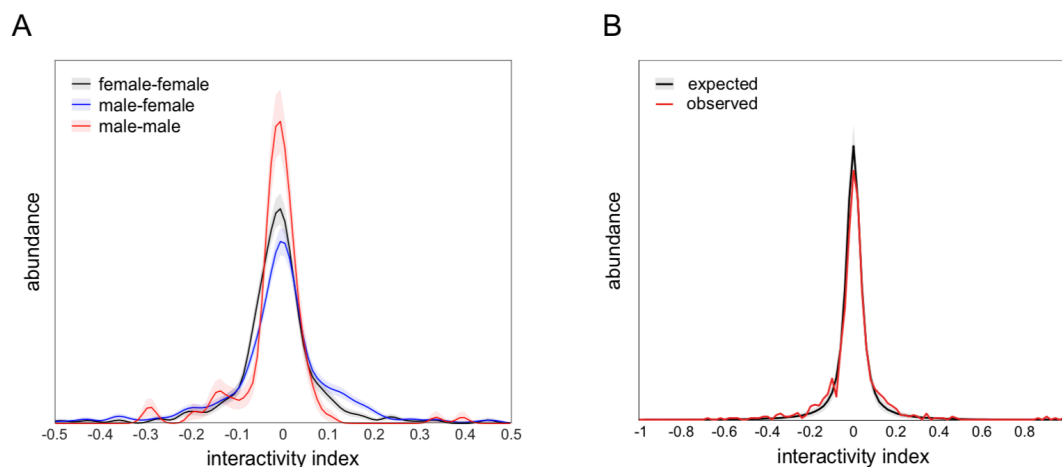 A
female-female
male-female
male-male
abundance
-0.5 -0.4 -0.3 -0.2 -0.1 0 0.1 0.2 0.3 0.4 0.5
interactivity index
B
expected
observed
abundance
-1 -0.8 -0.6 -0.4 -0.2 0 0.2 0.4 0.6 0.8
interactivity index